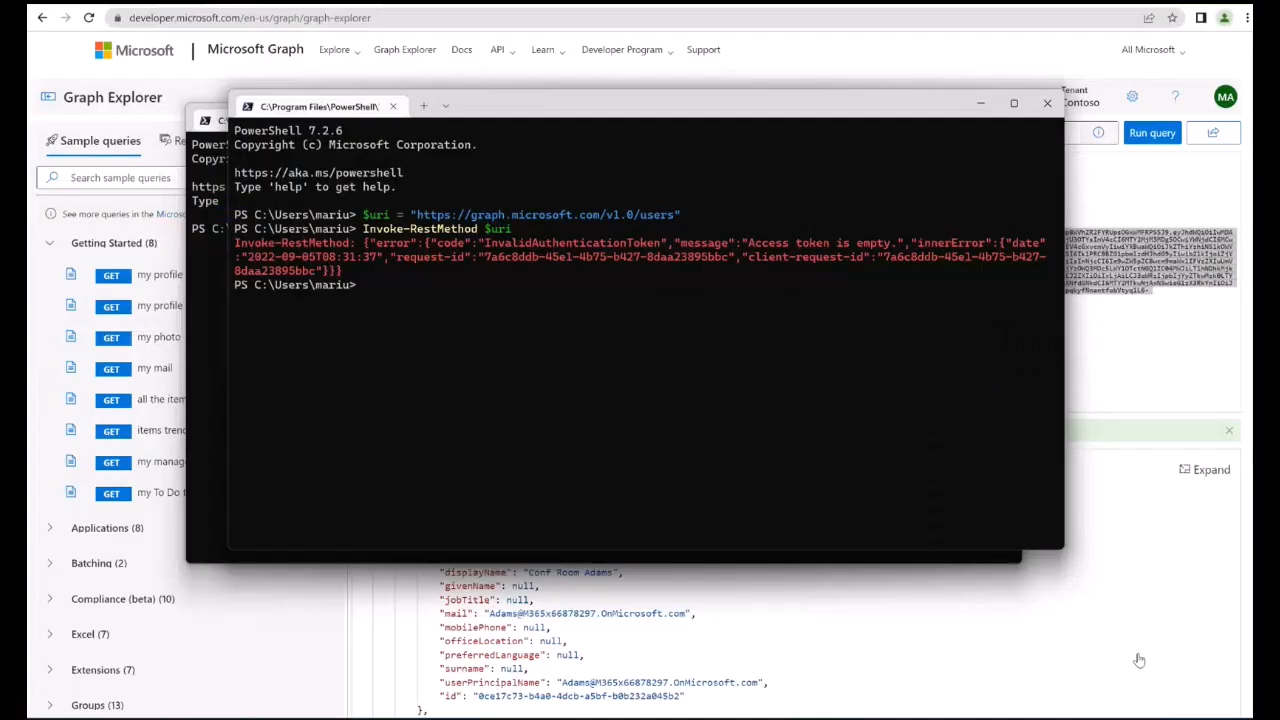 developer.microsoft.com/en-us/graph/graph-explorer
Microsoft
Microsoft Graph
Explore
Graph Explorer
Docs
API
Learn
Developer Program
Support
All Microsoft
Graph Explorer
Tenant
Contoso
MA
Sample queries
Run query
Search sample queries
See more queries in the
Getting Started (8)
GET my profile
GET my profile
GET my photo
GET my mail
GET all the item
GET items trend
GET my manag
GET my To Do t
Applications (8)
Batching (2)
Compliance (beta) (10)
Excel (7)
Extensions (7)
Groups (13)
C:\Program Files\PowerShell\
PowerShell 7.2.6
Copyright (c) Microsoft Corporation.
https://aka.ms/powershell
Type 'help' to get help.
PS C:\Users\mariu> $uri = "https://graph.microsoft.com/v1.0/users"
PS C:\Users\mariu> Invoke-RestMethod $uri
Invoke-RestMethod: {"error":{"code":"InvalidAuthenticationToken","message":"Access token is empty.","innerError":{"date"
:"2022-09-05T08:31:37","request-id":"7a6c8ddb-45e1-4b75-b427-8daa23895bbc","client-request-id":"7a6c8ddb-45e1-4b75-b427-
8daa23895bbc"}}}
PS C:\Users\mariu>
Expand
"displayName": "Conf Room Adams",
"givenName": null,
"jobTitle": null,
"mail": "Adams@M365x66878297.OnMicrosoft.com",
"mobilePhone": null,
"officeLocation": null,
"preferredLanguage": null,
"surname": null,
"userPrincipalName": "Adams@M365x66878297.OnMicrosoft.com",
"id": "0ce17c73-b4a0-4dcb-a5bf-b0b232a045b2"
},